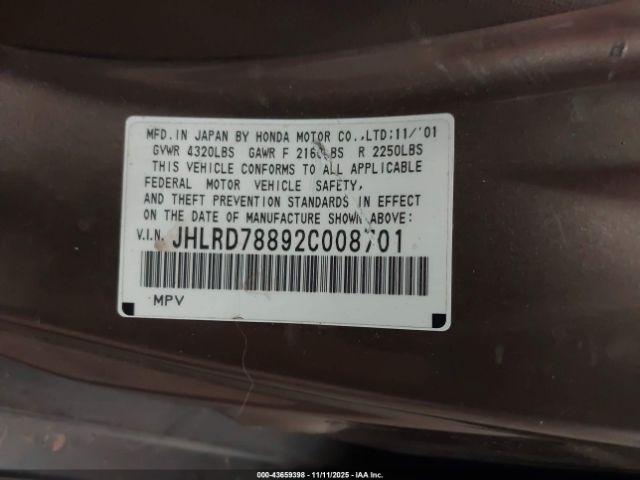 MFD. IN JAPAN BY HONDA MOTOR CO., LTD: 11/'01
GVWR 4320LBS GAWR F 2160LBS R 2250LBS
THIS VEHICLE CONFORMS TO ALL APPLICABLE
FEDERAL MOTOR VEHICLE SAFETY,
AND THEFT PREVENTION STANDARDS IN EFFECT
ON THE DATE OF MANUFACTURE SHOWN ABOVE:
V.I.N. JHLRD78892C008701
MPV
000-43659398 - 11/11/2025 - IAA Inc.